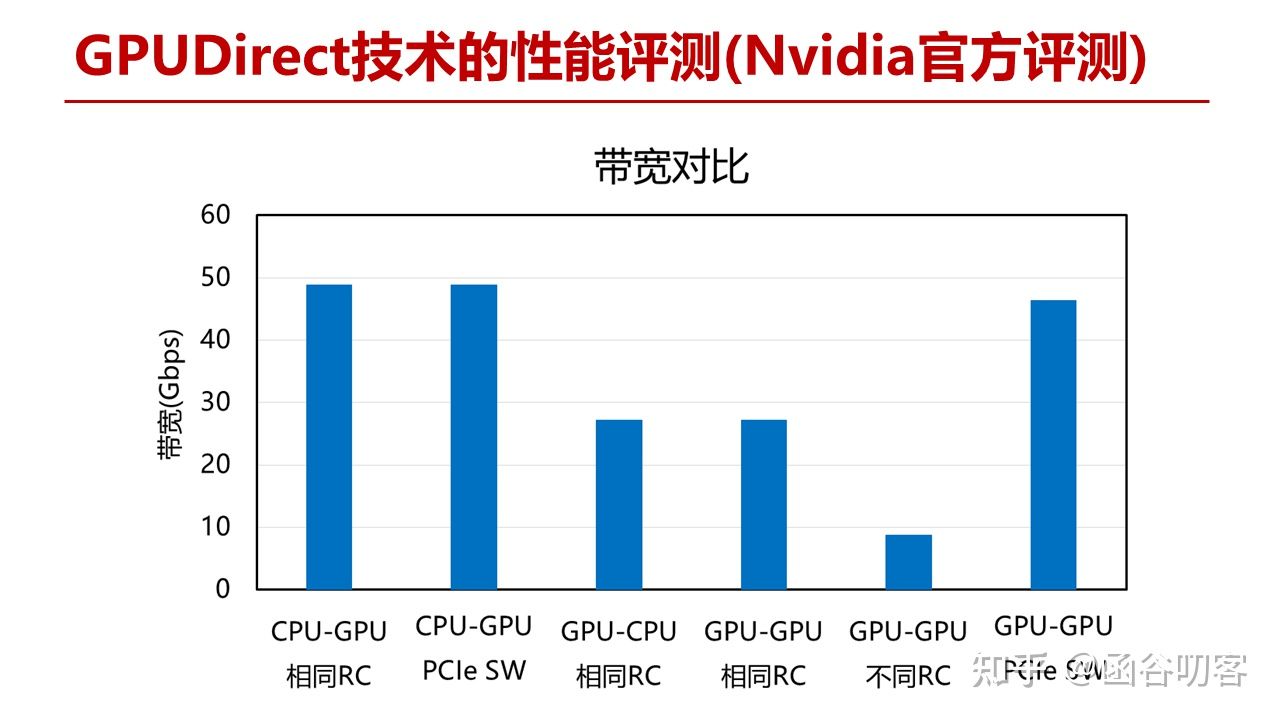 GPUDirect技术的性能评测(Nvidia官方评测)
带宽对比
带宽(Gbps)
60
50
40
30
20
10
0
CPU-GPU
相同RC
CPU-GPU
PCIe SW
GPU-CPU
相同RC
GPU-GPU
相同RC
GPU-GPU
不同RC
GPU-GPU
PCIe SW
知乎 @函谷叨客